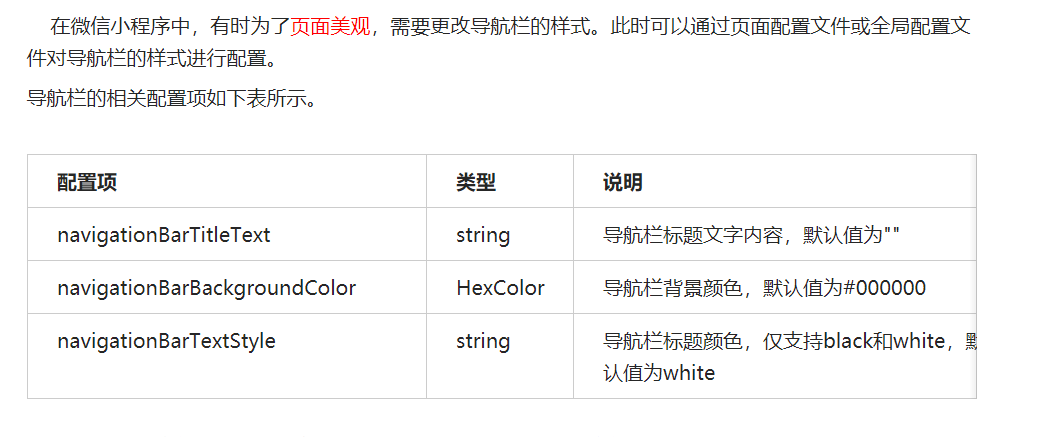 在微信小程序中，有时为了页面美观，需要更改导航栏的样式。此时可以通过页面配置文件或全局配置文
件对导航栏的样式进行配置。
导航栏的相关配置项如下表所示。
配置项 类型 说明
navigationBarTitleText string 导航栏标题文字内容，默认值为""
navigationBarBackgroundColor HexColor 导航栏背景颜色，默认值为#000000
navigationBarTextStyle string 导航栏标题颜色，仅支持black和white，默
认值为white